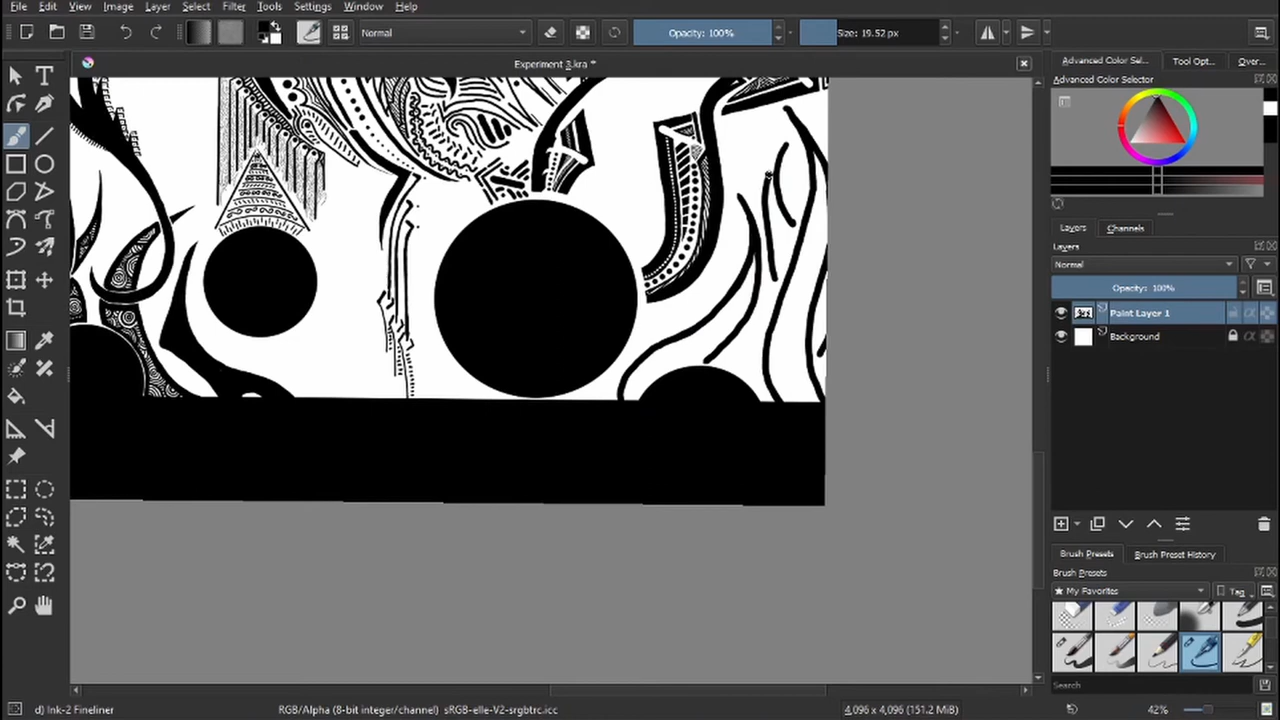 File Edit View Image Layer Select Filter Tools Settings Window Help
Normal
Opacity: 100%
Size: 19.52 px
Experiment 3.kra *
Advanced Color Sel...
Tool Opt...
Over...
Advanced Color Selector
Layers
Channels
Layers
Normal
Opacity: 100%
Paint Layer 1
Background
Brush Presets
Brush Preset History
Brush Presets
My Favorites
Tag
Search
d) Ink-2 Fineliner
RGB/Alpha (8-bit integer/channel) sRGB-elle-V2-srgbtrc.icc
4,096 x 4,096 (151.2 MiB)
42%